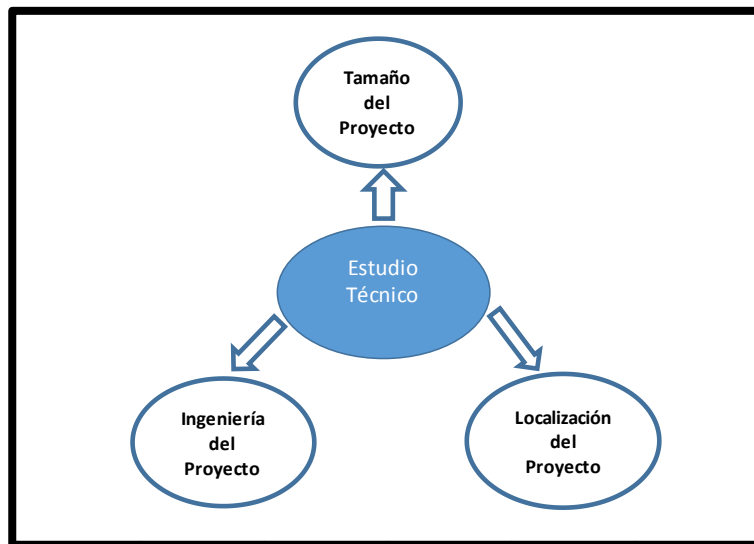 Tamaño
del
Proyecto
Estudio
Técnico
Ingeniería
del
Proyecto
Localización
del
Proyecto